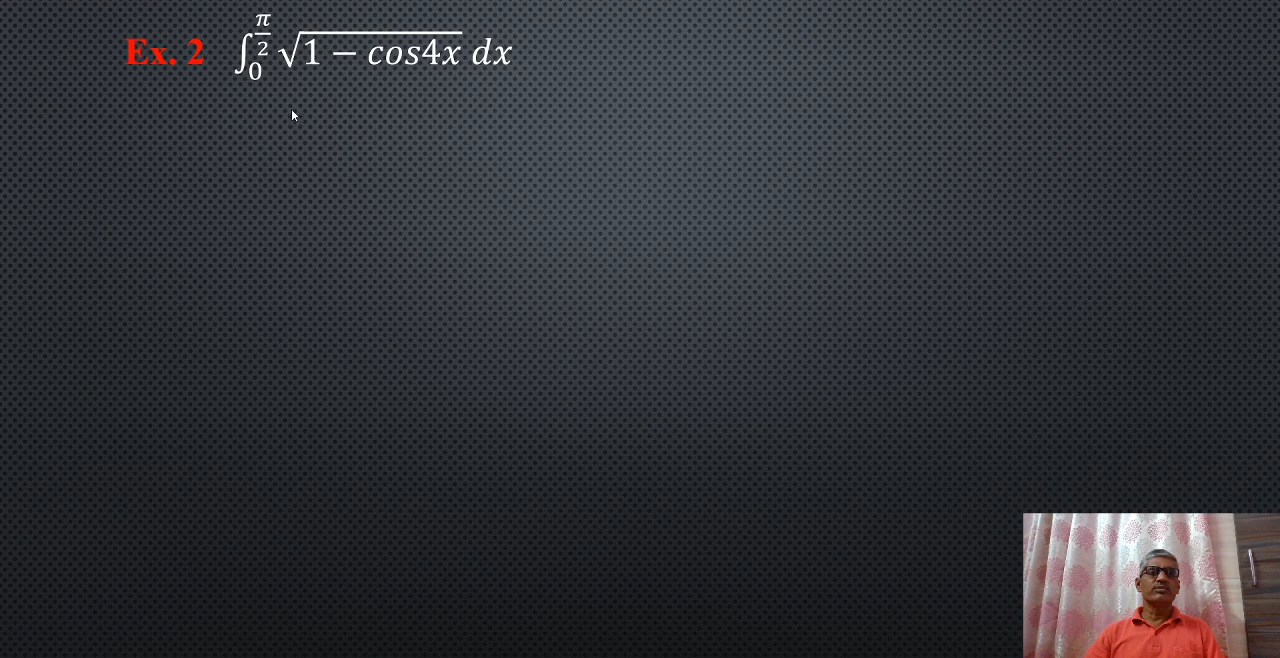 Ex. 2 ∫₀^(π/2) √(1 − cos4x) dx